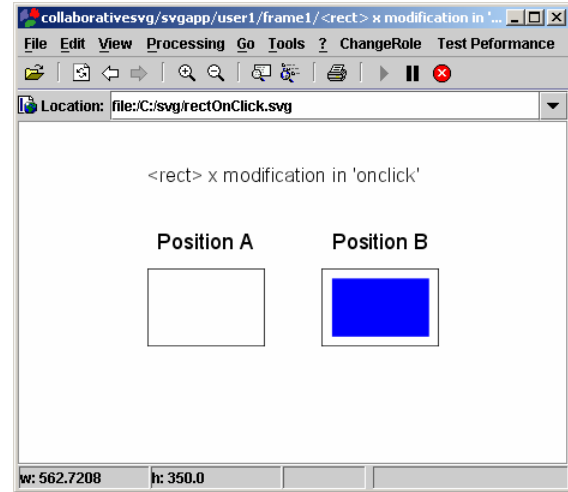 collaborativesvg/svgapp/user1/frame1/<rect> x modification in '...
File Edit View Processing Go Tools ? ChangeRole Test Peformance
Location: file:/C:/svg/rectOnClick.svg
<rect> x modification in 'onclick'
Position A Position B
w: 562.7208 h: 350.0